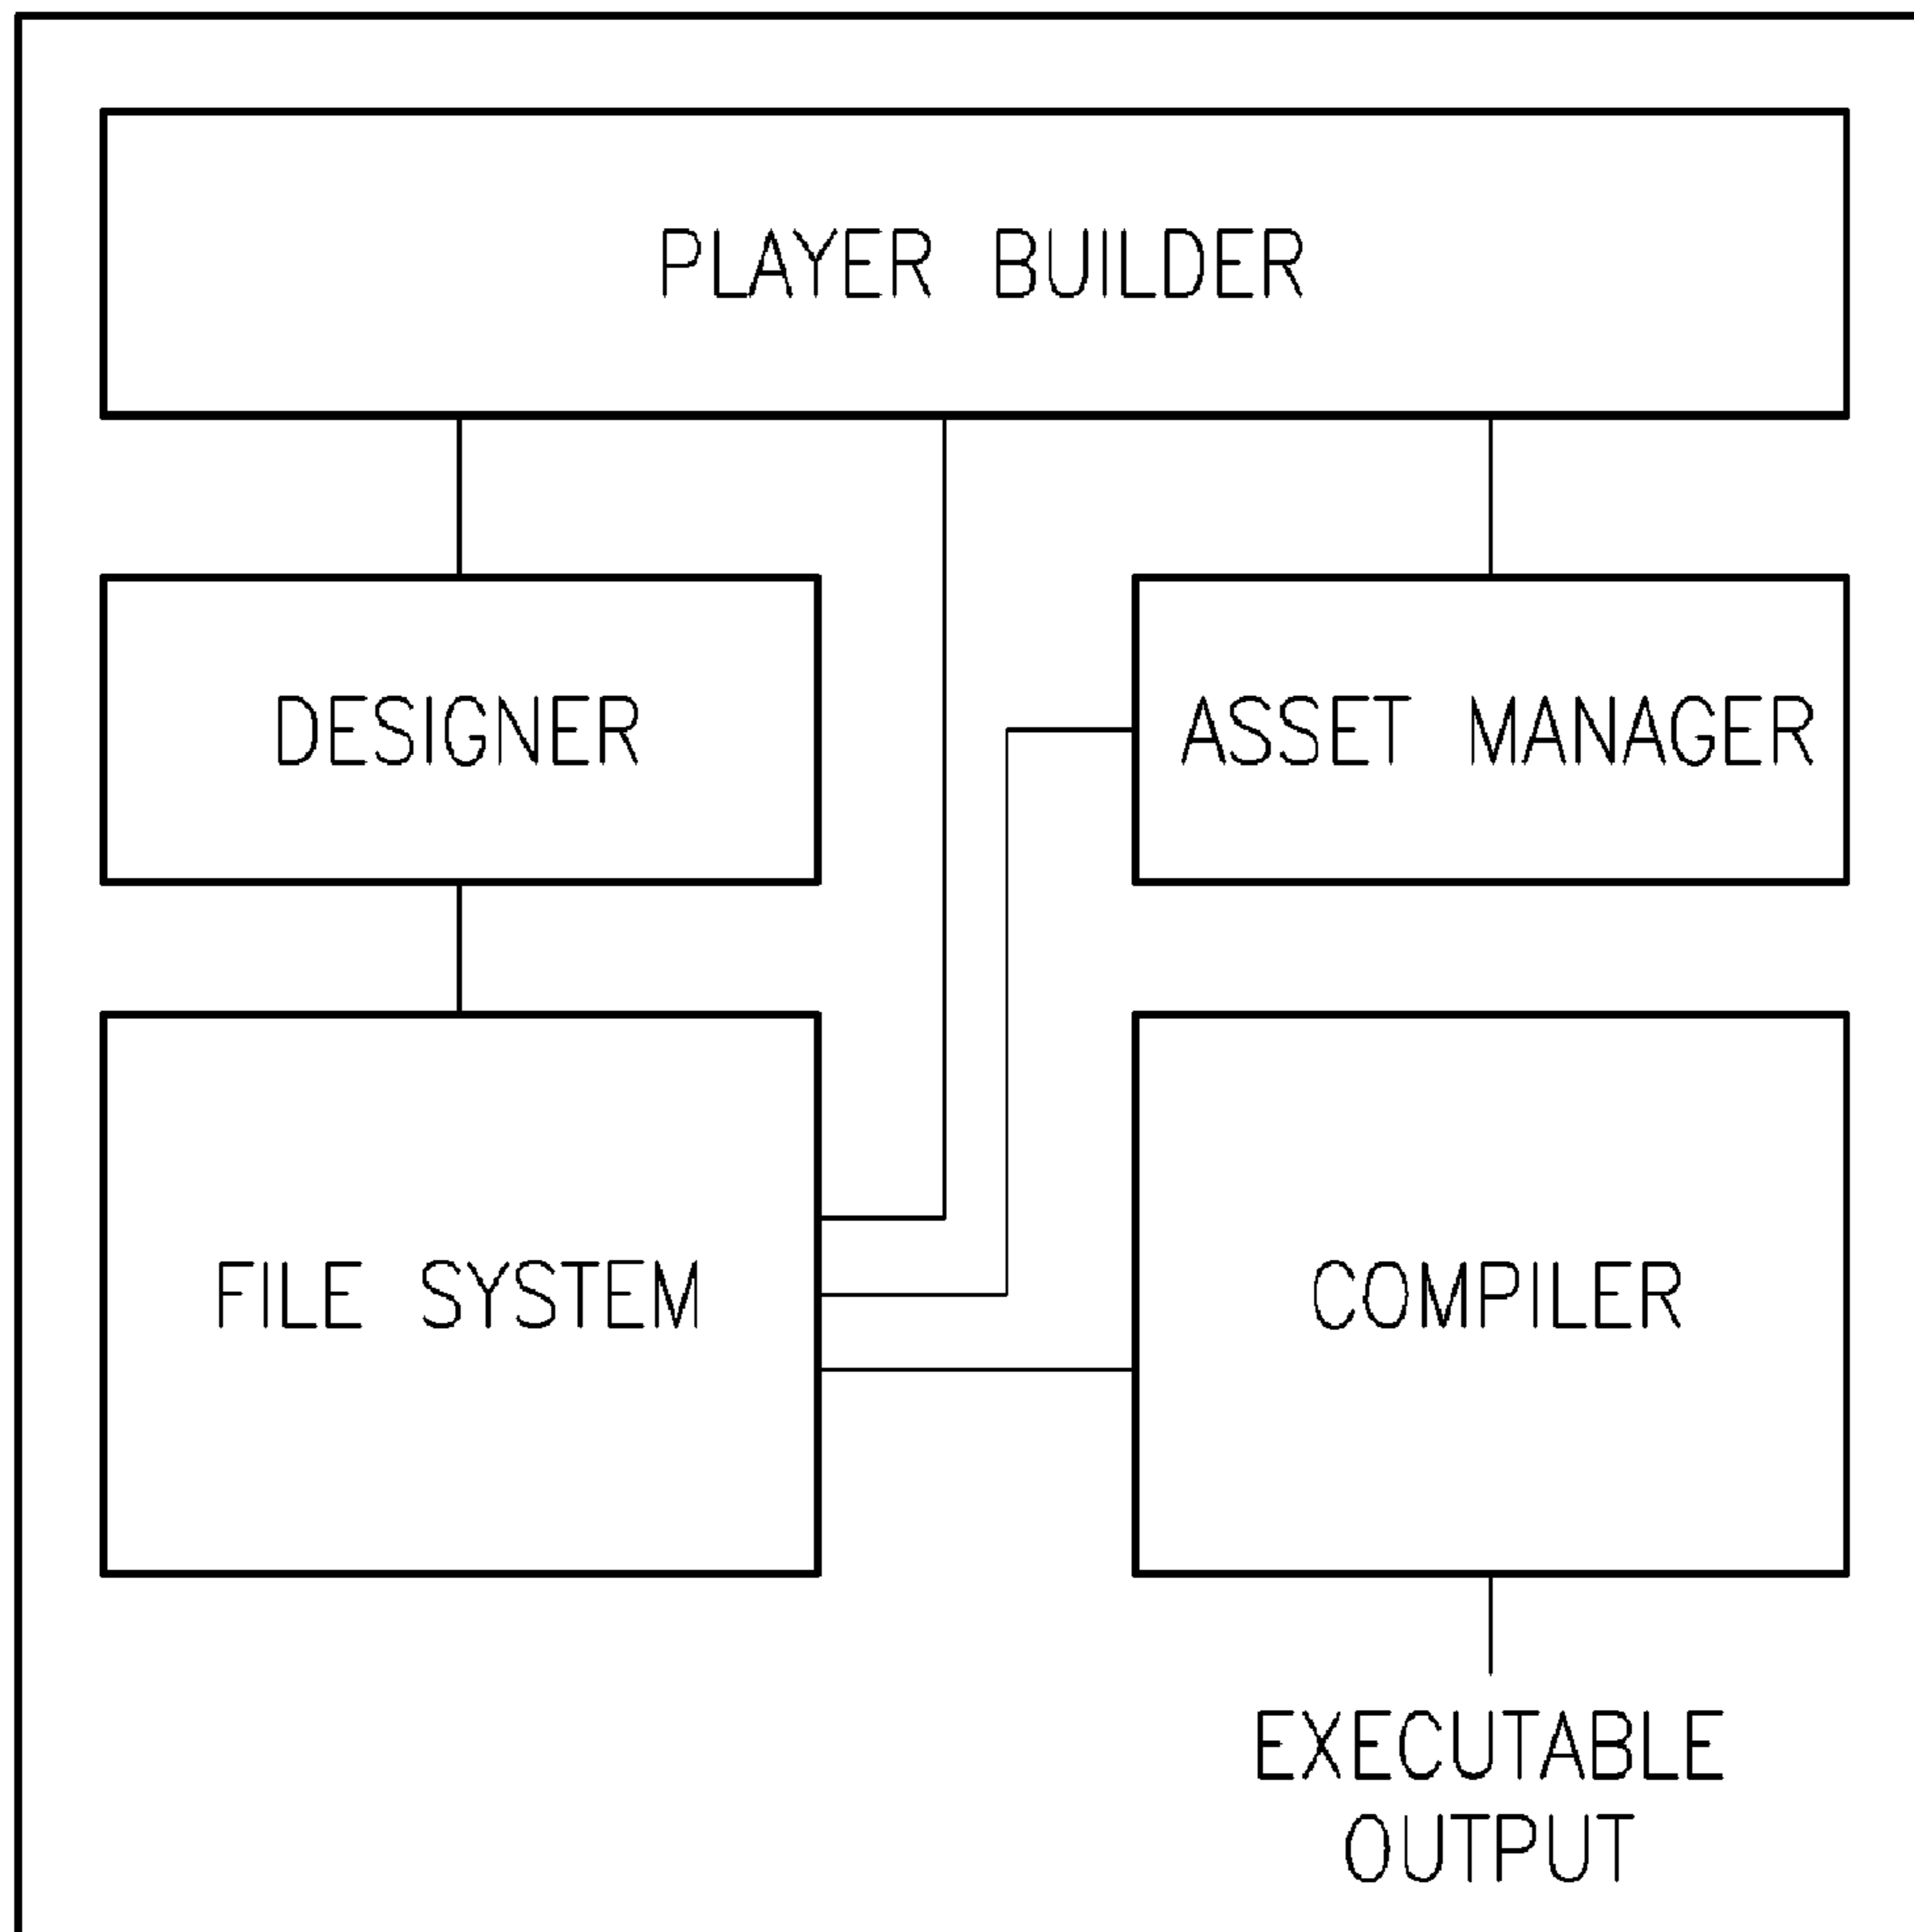 PLAYER BUILDER
DESIGNER
ASSET MANAGER
FILE SYSTEM
COMPILER
EXECUTABLE
OUTPUT